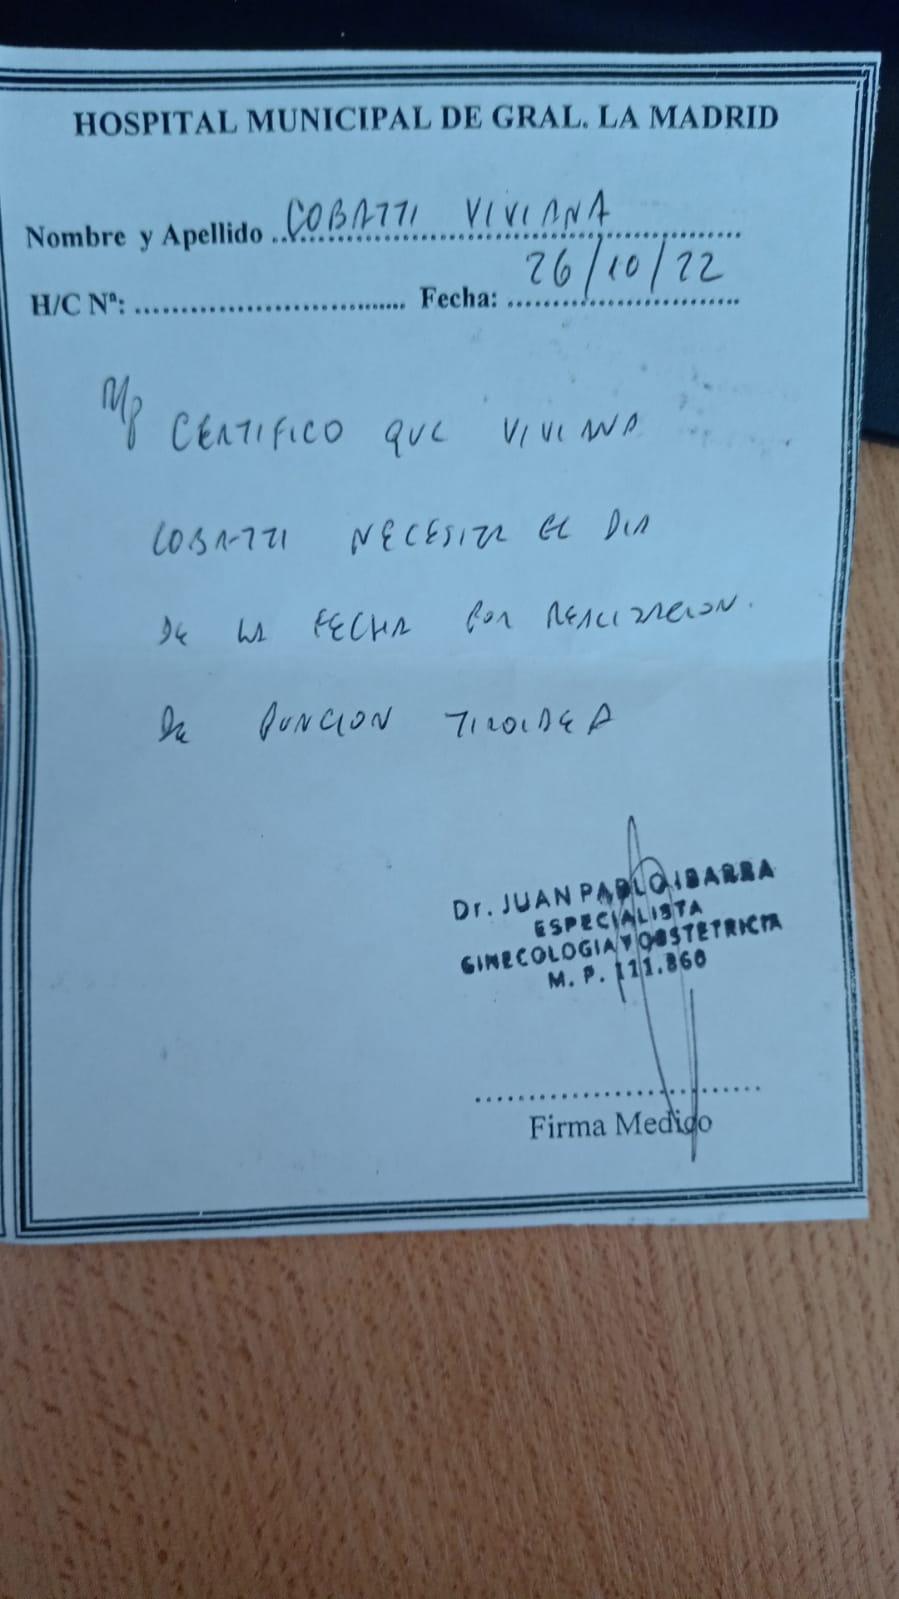 HOSPITAL MUNICIPAL DE GRAL. LA MADRID
Nombre y Apellido COBATTI VIVIANA
H/C Nª: Fecha: 26/10/22
CERTIFICO QUE VIVIANA
COBATTI NECESITA EL DIA
DE LA FECHA POR REALIZACION
DE PUNCION TIROIDEA
Dr. JUAN PABLO IBARRA
ESPECIALISTA
GINECOLOGIA Y OBSTETRICIA
M. P. 111.860
Firma Medico